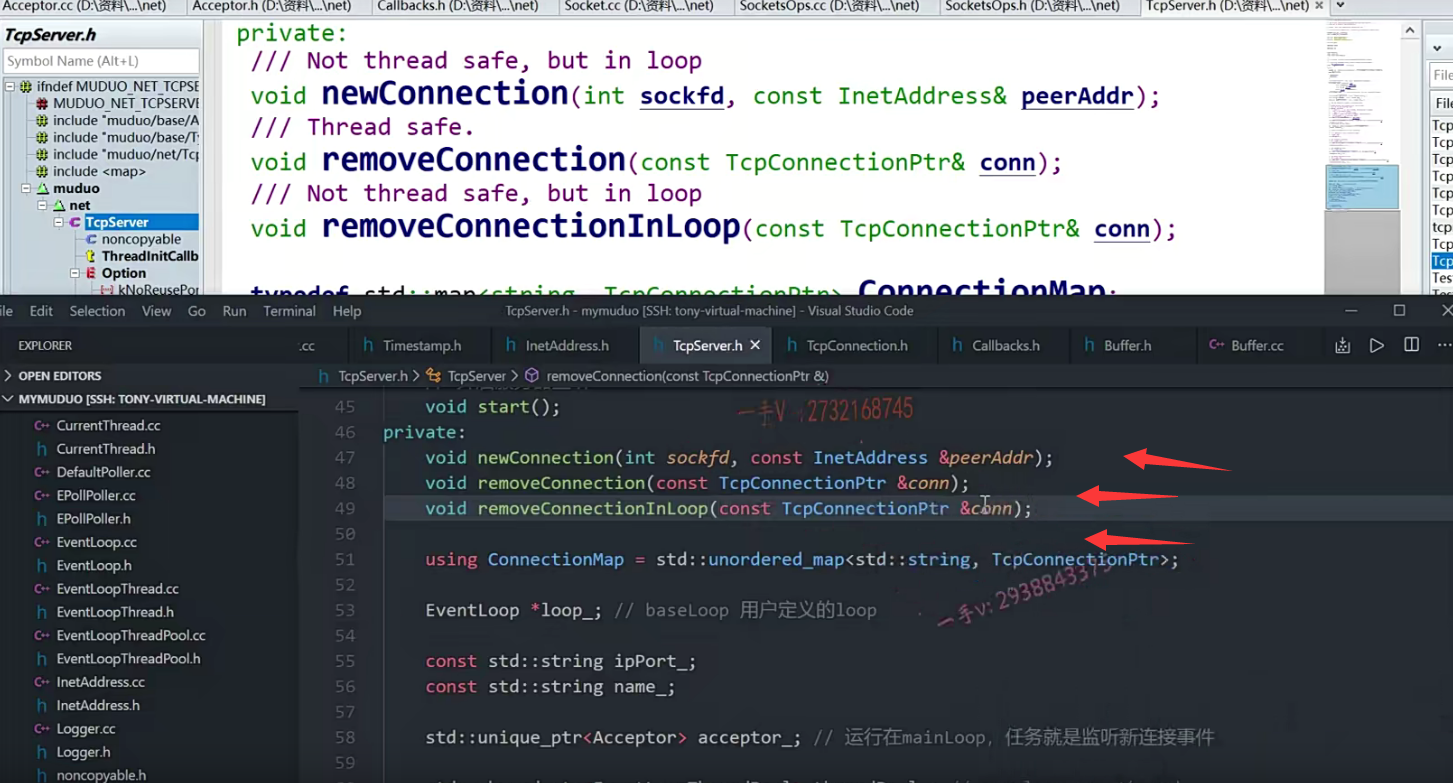 Acceptor.cc (D:\资料\...\net)
Acceptor.h (D:\资料\...\net)
Callbacks.h (D:\资料\...\net)
Socket.cc (D:\资料\...\net)
SocketsOps.cc (D:\资料\...\net)
SocketsOps.h (D:\资料\...\net)
TcpServer.h (D:\资料\...\net)
TcpServer.h
Symbol Name (Alt+L)
ifndef MUDUO_NET_TCPSE
MUDUO_NET_TCPSERVE
include "muduo/base/A
include "muduo/base/Ty
include "muduo/net/Tcp
include <map>
muduo
net
TcpServer
noncopyable
ThreadInitCallb
Option
kNoReusePor
private:
/// Not thread safe, but in loop
void newConnection(int sockfd, const InetAddress& peerAddr);
/// Thread safe.
void removeConnection(const TcpConnectionPtr& conn);
/// Not thread safe, but in loop
void removeConnectionInLoop(const TcpConnectionPtr& conn);
typedef std::map<string, TcpConnectionPtr> ConnectionMap;
File
File
Tcp
Tcp
Tcp
Tcp
Tcp
Tcp
tcp
Tcp
Tcp
Test
ile Edit Selection View Go Run Terminal Help
TcpServer.h - mymuduo [SSH: tony-virtual-machine] - Visual Studio Code
EXPLORER
.cc
Timestamp.h
InetAddress.h
TcpServer.h
TcpConnection.h
Callbacks.h
Buffer.h
Buffer.cc
OPEN EDITORS
TcpServer.h > TcpServer > removeConnection(const TcpConnectionPtr &)
MYMUDUO [SSH: TONY-VIRTUAL-MACHINE]
CurrentThread.cc
CurrentThread.h
DefaultPoller.cc
EPollPoller.cc
EPollPoller.h
EventLoop.cc
EventLoop.h
EventLoopThread.cc
EventLoopThread.h
EventLoopThreadPool.cc
EventLoopThreadPool.h
InetAddress.cc
InetAddress.h
Logger.cc
Logger.h
noncopyable.h
45 void start();
一手V:2732168745
46 private:
47 void newConnection(int sockfd, const InetAddress &peerAddr);
48 void removeConnection(const TcpConnectionPtr &conn);
49 void removeConnectionInLoop(const TcpConnectionPtr &conn);
50
51 using ConnectionMap = std::unordered_map<std::string, TcpConnectionPtr>;
52
一手V: 2938843375
53 EventLoop *loop_; // baseLoop 用户定义的loop
54
55 const std::string ipPort_;
56 const std::string name_;
57
58 std::unique_ptr<Acceptor> acceptor_; // 运行在mainLoop，任务就是监听新连接事件
59